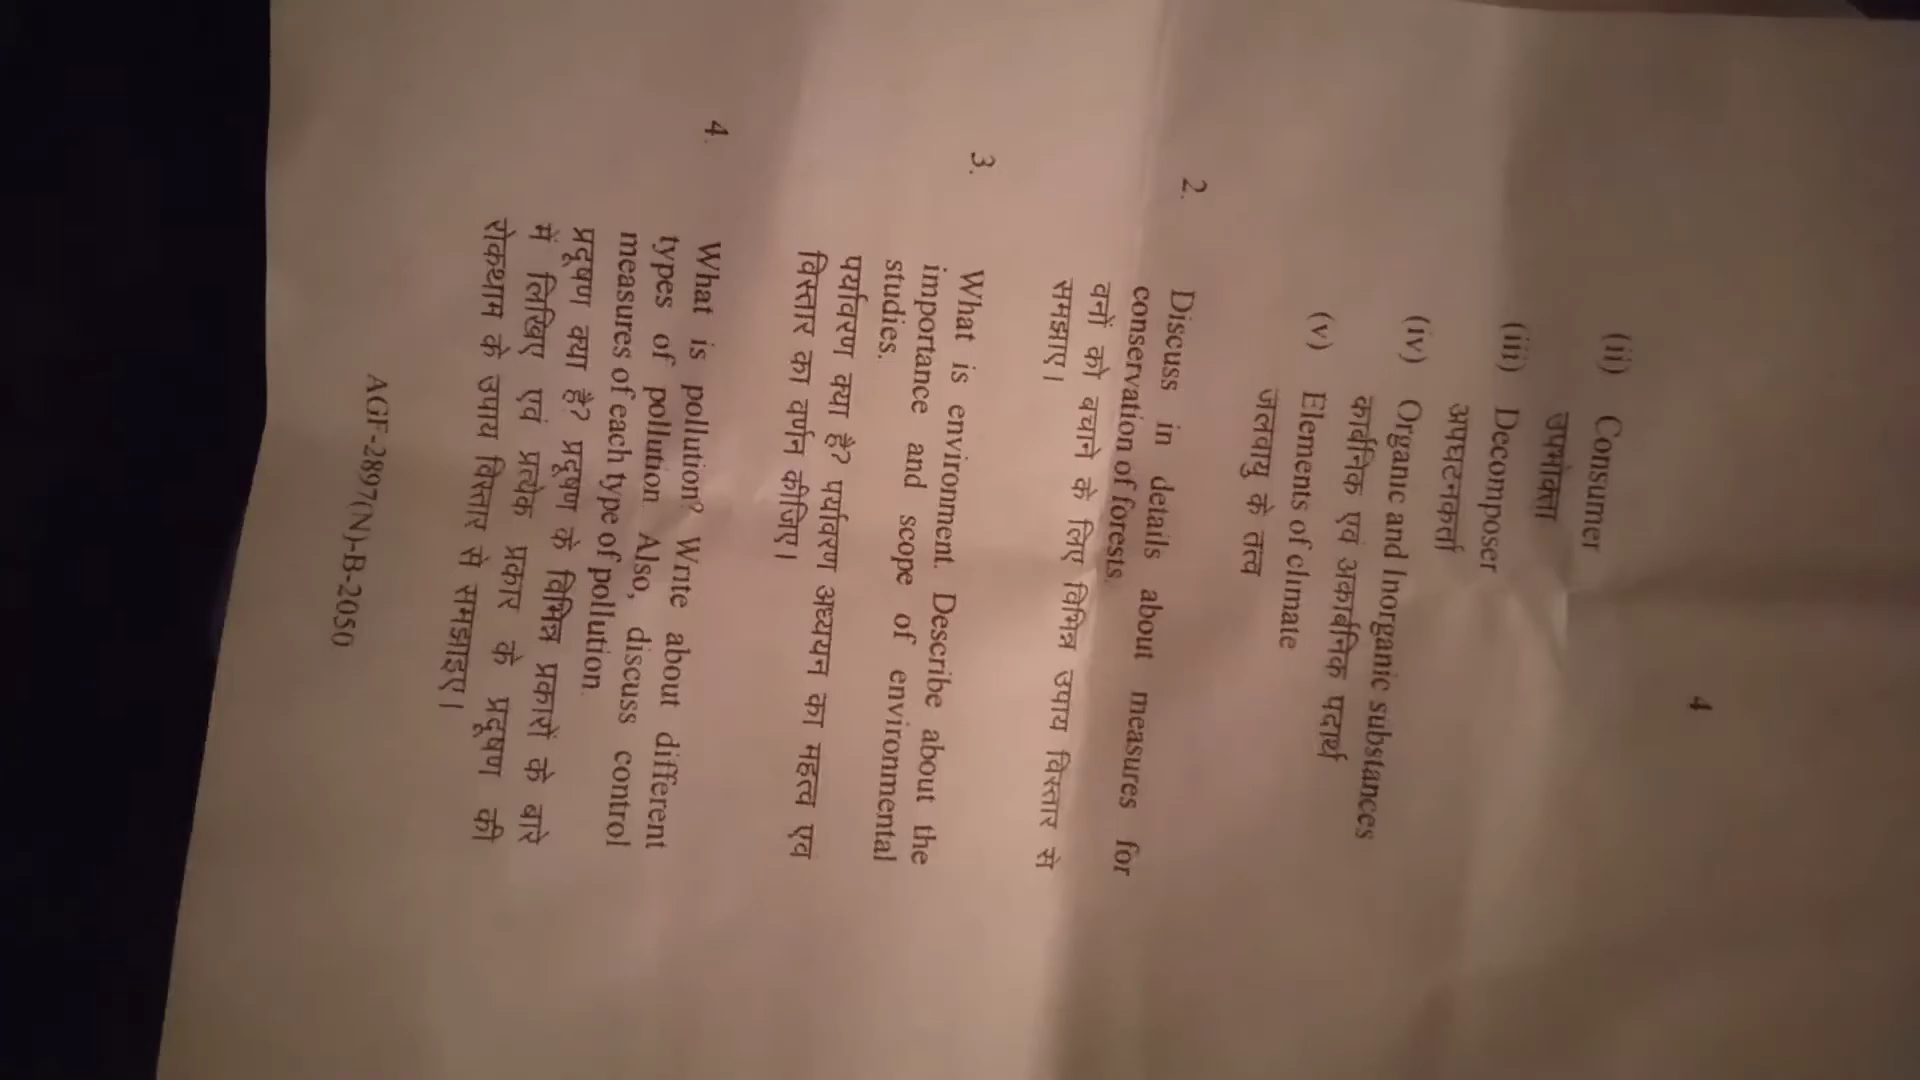 4
(ii) Consumer
उपभोक्ता
(iii) Decomposer
अपघटनकर्ता
(iv) Organic and Inorganic substances
कार्बनिक एवं अकार्बनिक पदार्थ
(v) Elements of climate
जलवायु के तत्व
2. Discuss in details about measures for
conservation of forests.
वनों को बचाने के लिए विभिन्न उपाय विस्तार से
समझाए।
3. What is environment. Describe about the
importance and scope of environmental
studies.
पर्यावरण क्या है? पर्यावरण अध्ययन का महत्व एव
विस्तार का वर्णन कीजिए।
4. What is pollution? Write about different
types of pollution. Also, discuss control
measures of each type of pollution.
प्रदूषण क्या है? प्रदूषण के विभिन्न प्रकारों के बारे
में लिखिए एवं प्रत्येक प्रकार के प्रदूषण की
रोकथाम के उपाय विस्तार से समझाइए।
AGF-2897(N)-B-2050